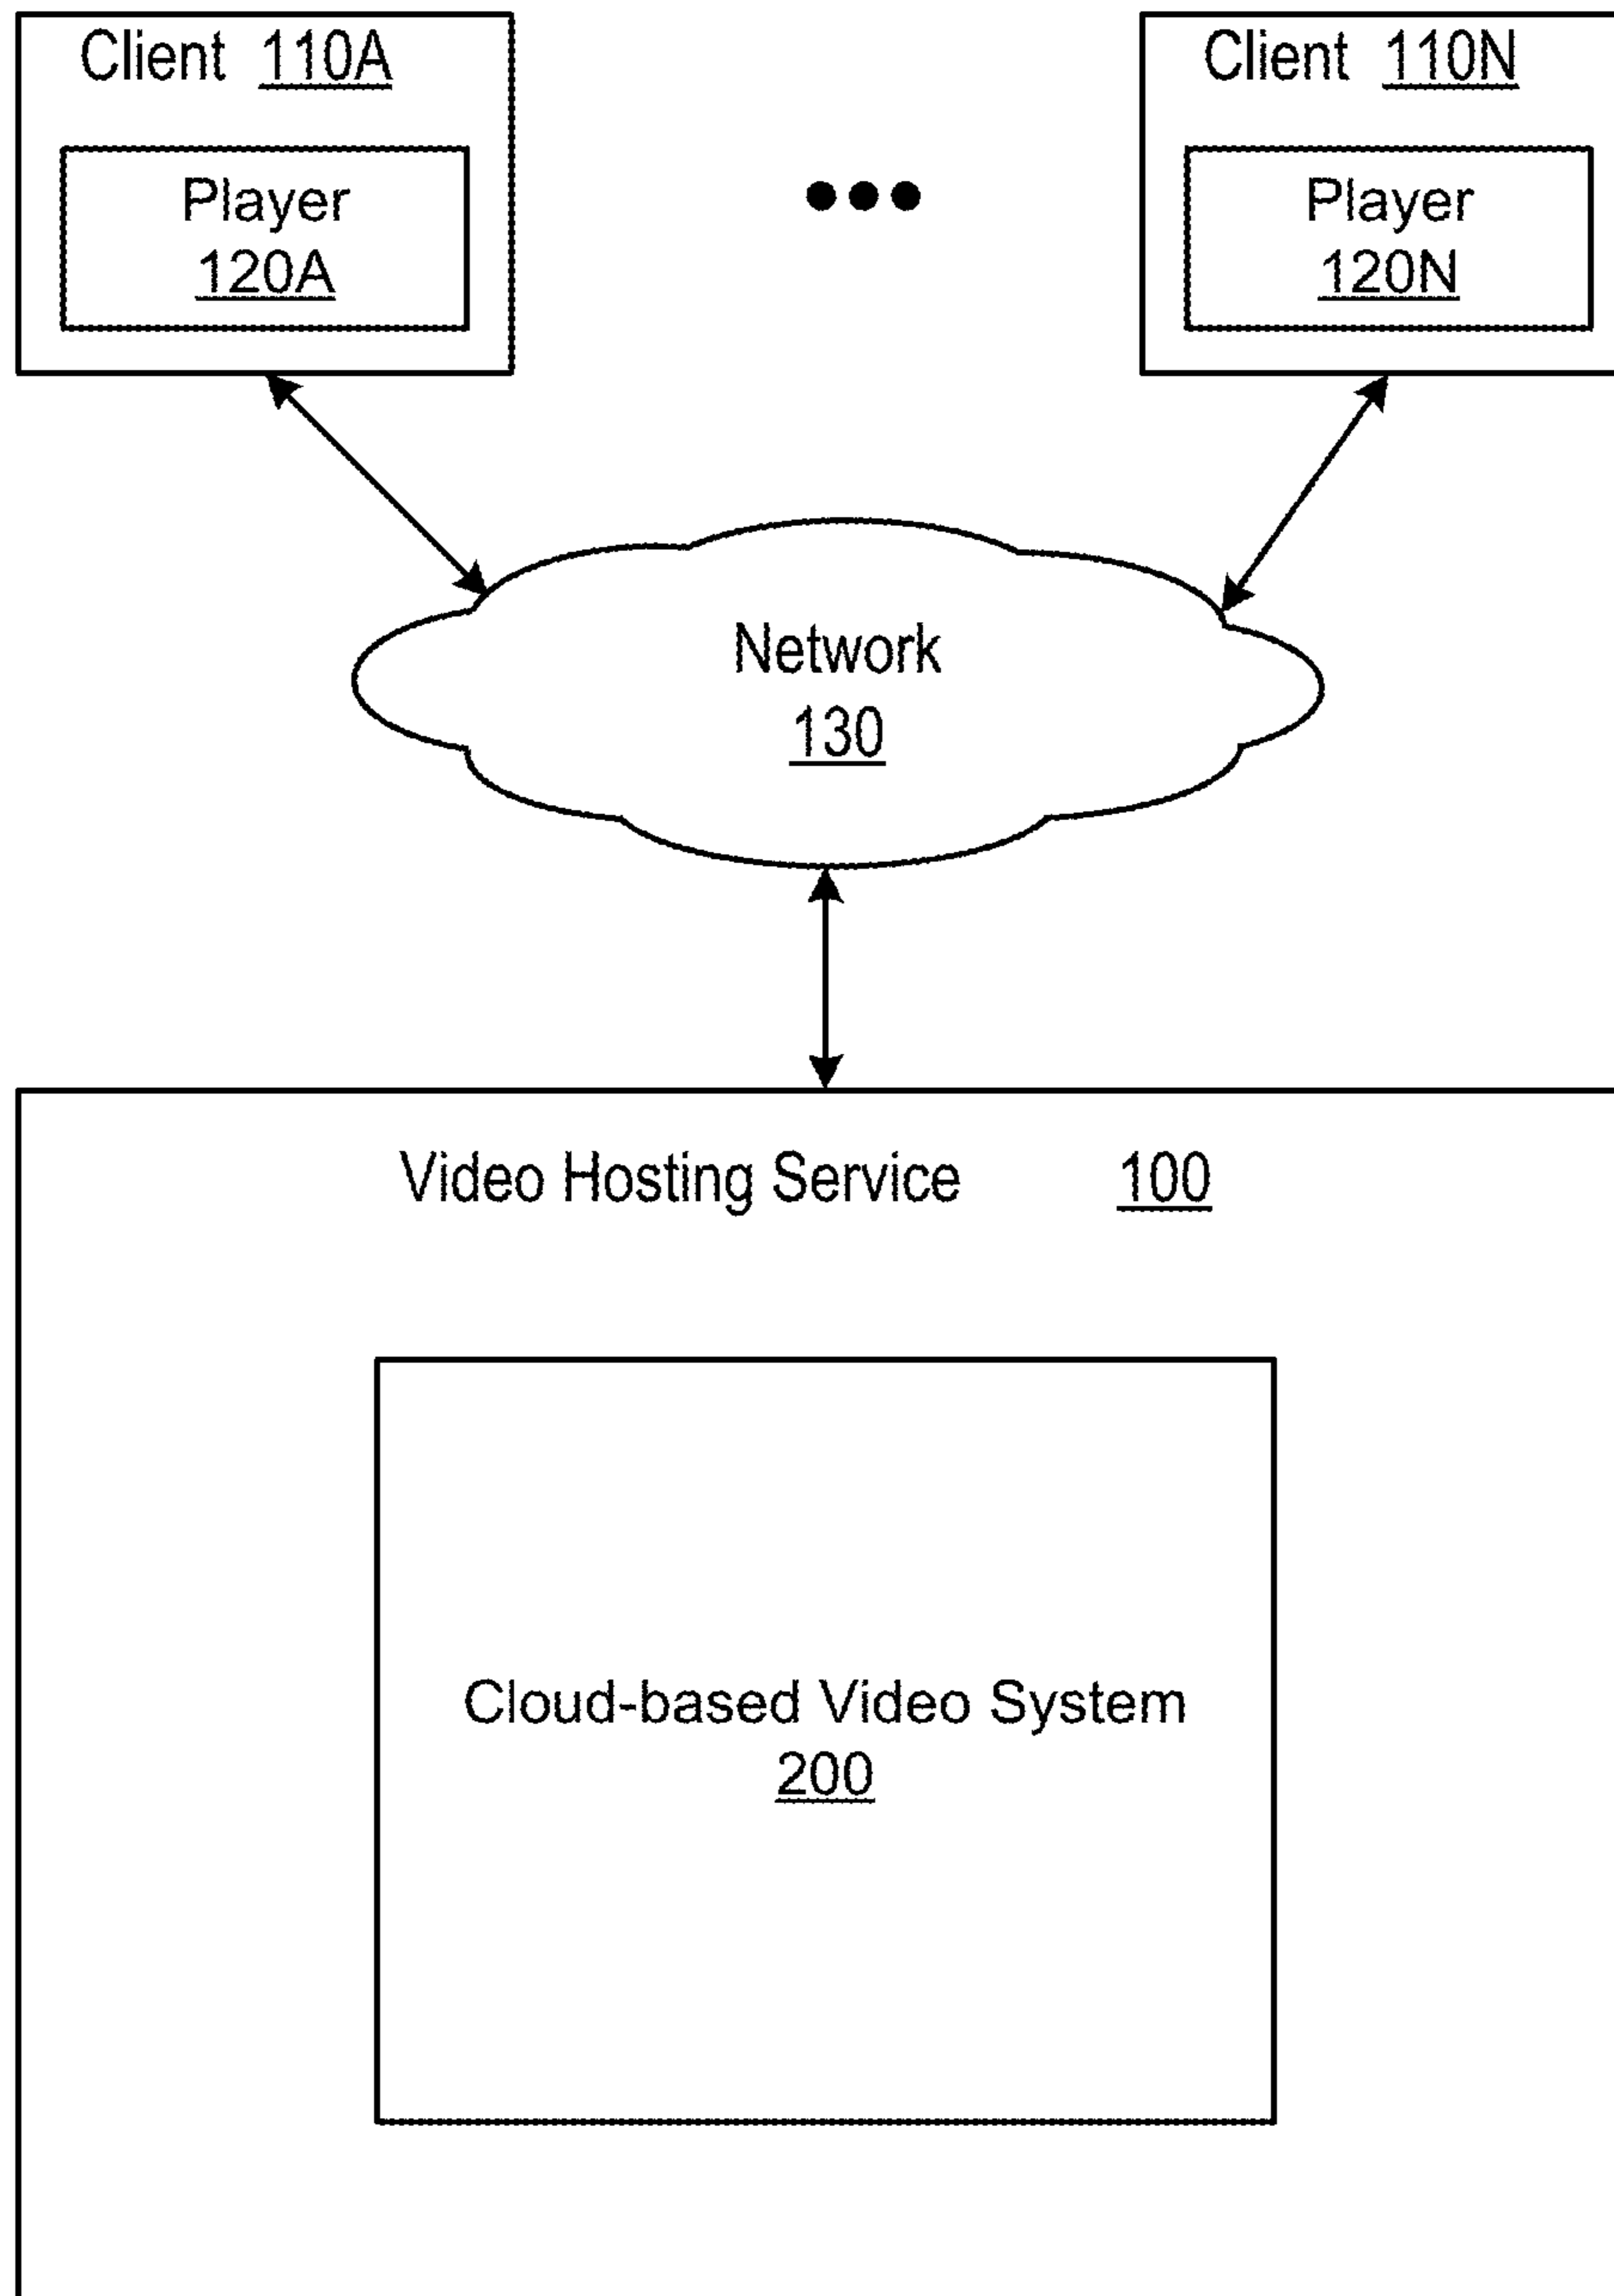 Client 110A
Client 110N
Player
120A
Player
120N
Network
130
Video Hosting Service 100
Cloud-based Video System
200